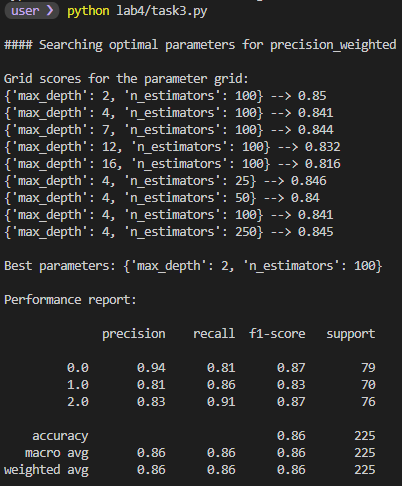 user ❯ python lab4/task3.py
#### Searching optimal parameters for precision_weighted
Grid scores for the parameter grid:
{'max_depth': 2, 'n_estimators': 100} --> 0.85
{'max_depth': 4, 'n_estimators': 100} --> 0.841
{'max_depth': 7, 'n_estimators': 100} --> 0.844
{'max_depth': 12, 'n_estimators': 100} --> 0.832
{'max_depth': 16, 'n_estimators': 100} --> 0.816
{'max_depth': 4, 'n_estimators': 25} --> 0.846
{'max_depth': 4, 'n_estimators': 50} --> 0.84
{'max_depth': 4, 'n_estimators': 100} --> 0.841
{'max_depth': 4, 'n_estimators': 250} --> 0.845
Best parameters: {'max_depth': 2, 'n_estimators': 100}
Performance report:
precision recall f1-score support
0.0 0.94 0.81 0.87 79
1.0 0.81 0.86 0.83 70
2.0 0.83 0.91 0.87 76
accuracy 0.86 225
macro avg 0.86 0.86 0.86 225
weighted avg 0.86 0.86 0.86 225